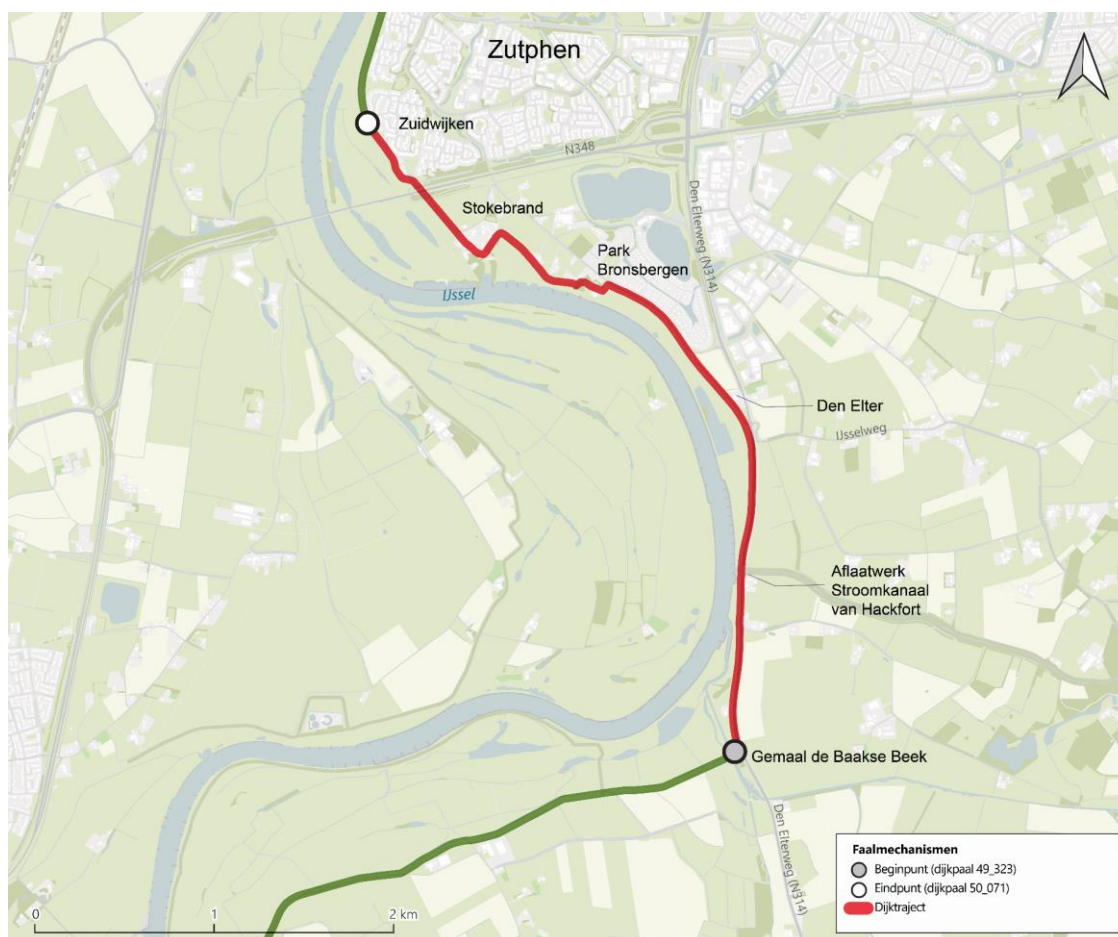 Zutphen
Zuidwijken
N348
Stokebrand
Den Elterweg (N314)
Park
Bronsbergen
IJssel
Den Elter
IJsselweg
Aflaatwerk
Stroomkanaal
van Hackfort
Gemaal de Baakse Beek
Den Elterweg (N314)
Faalmechanismen
Beginpunt (dijkpaal 49_323)
Eindpunt (dijkpaal 50_071)
Dijktraject
0 1 2 km